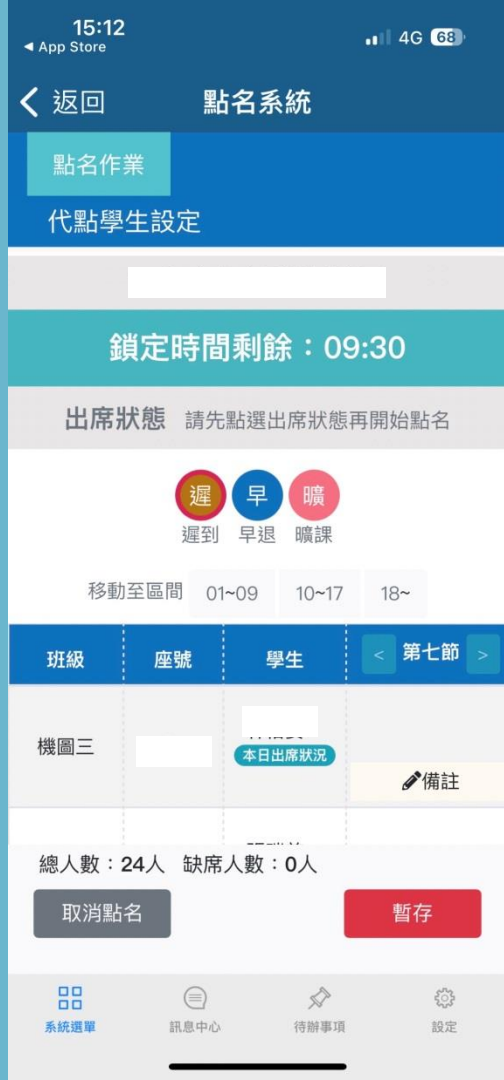 15:12
◀ App Store
4G 68
返回 點名系統
點名作業
代點學生設定
鎖定時間剩餘：09:30
出席狀態 請先點選出席狀態再開始點名
遲 早 曠
遲到 早退 曠課
移動至區間 01~09 10~17 18~
班級 座號 學生 < 第七節 >
機圖三
本日出席狀況
備註
總人數：24人 缺席人數：0人
取消點名 暫存
系統選單 訊息中心 待辦事項 設定